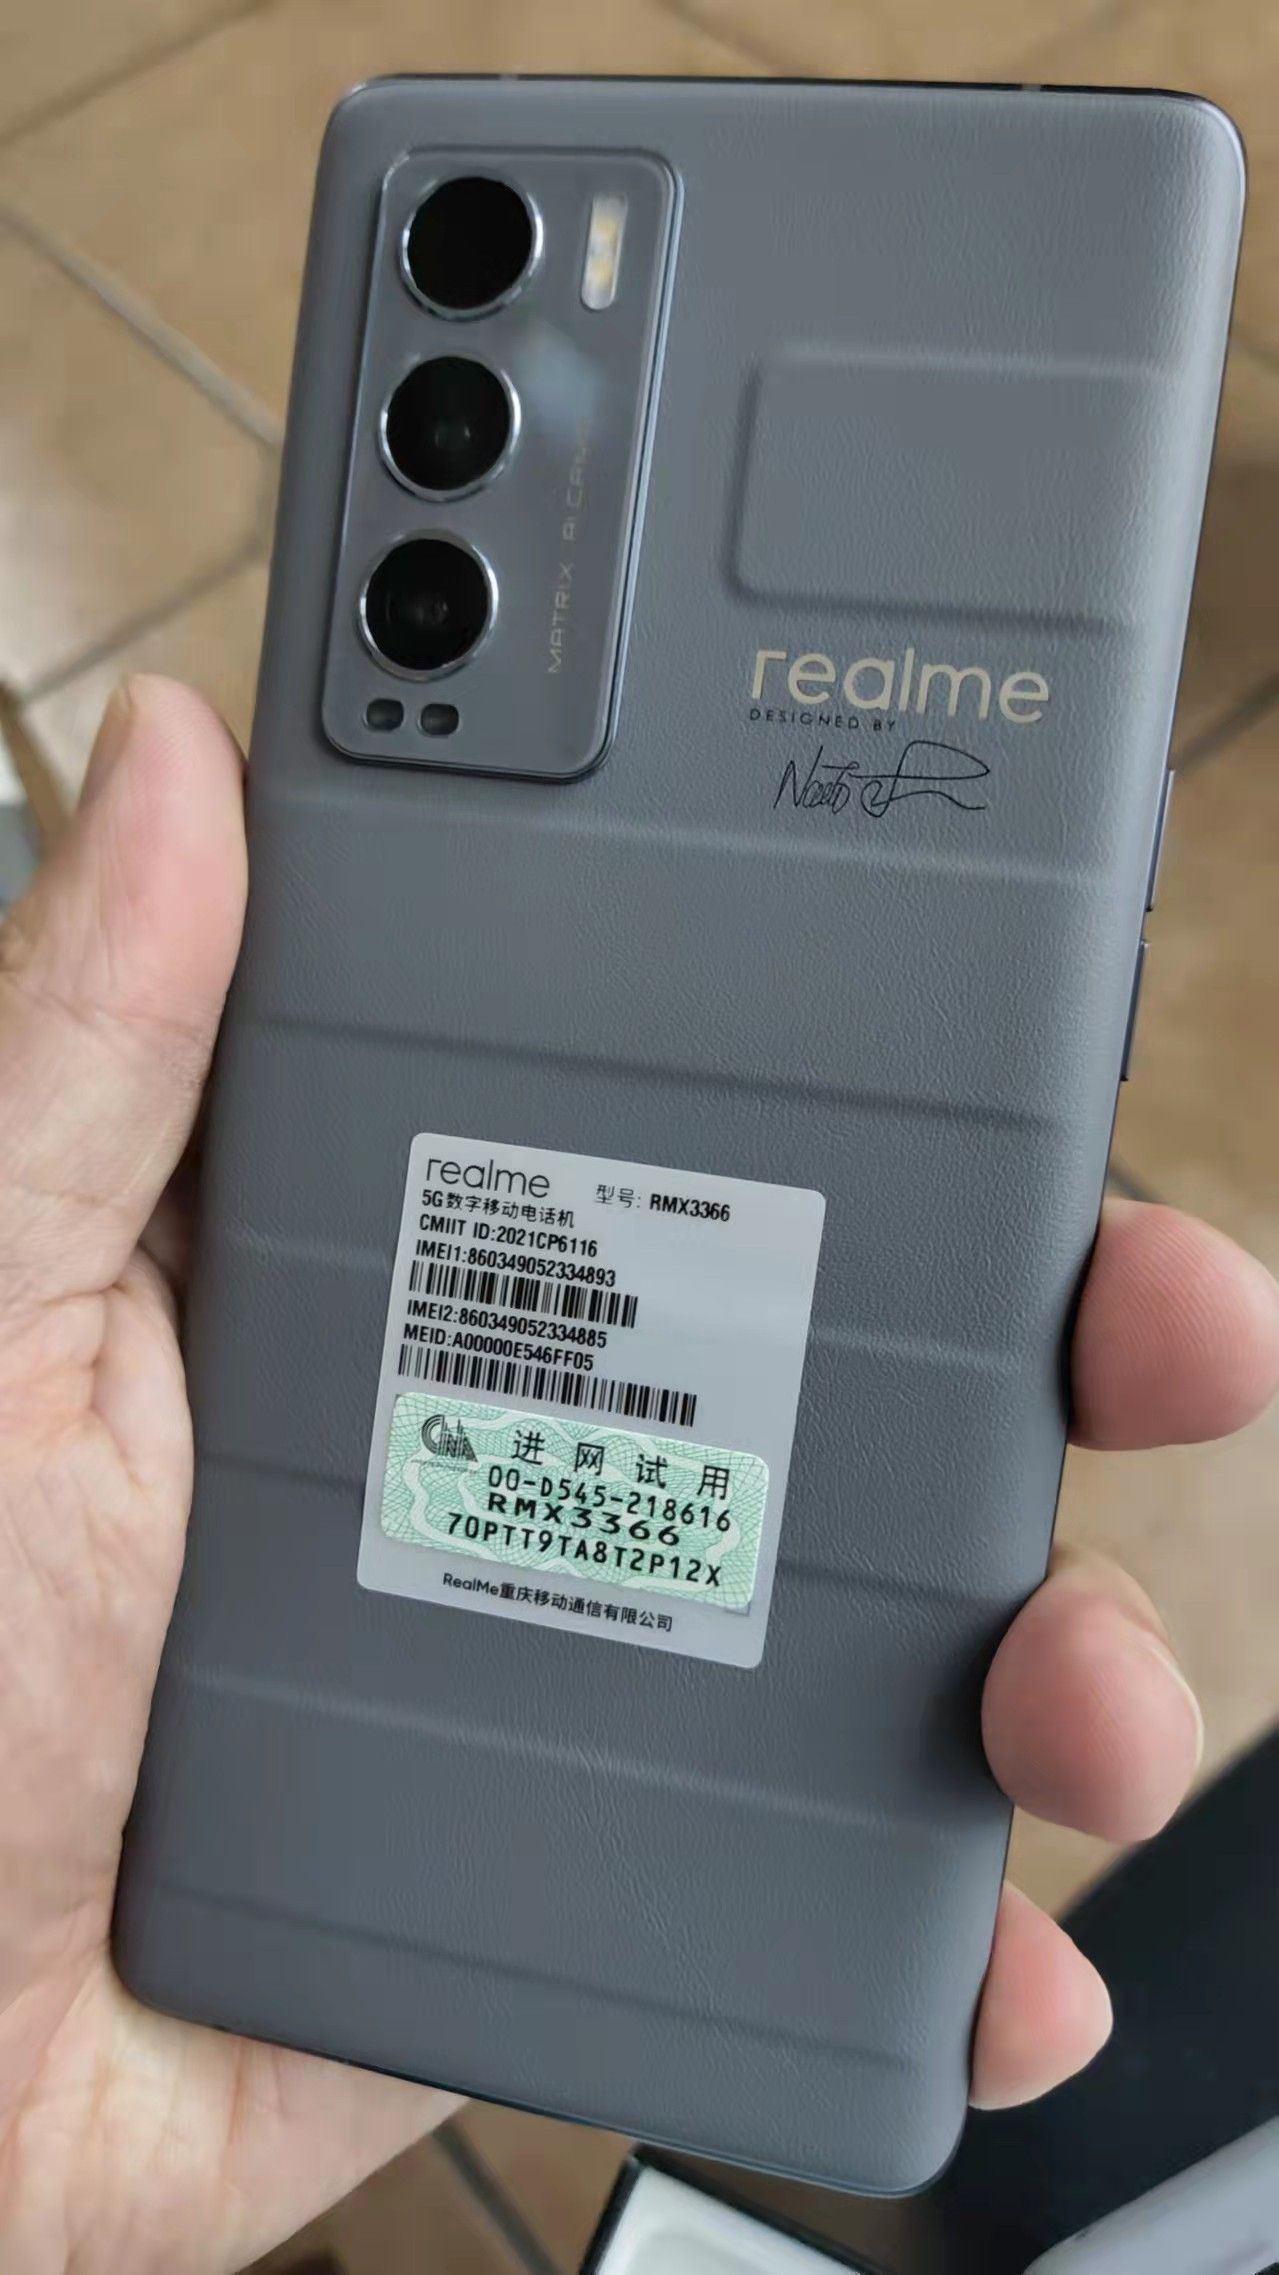 MATRIX AI CAM
realme
DESIGNED BY
Naoto
realme 型号: RMX3366
5G数字移动电话机
CMIIT ID:2021CP6116
IMEI1:860349052334893
IMEI2:860349052334885
MEID:A00000E546FF05
进网试用
00-D545-218616
RMX3366
70PTT9TA8T2P12X
RealMe重庆移动通信有限公司